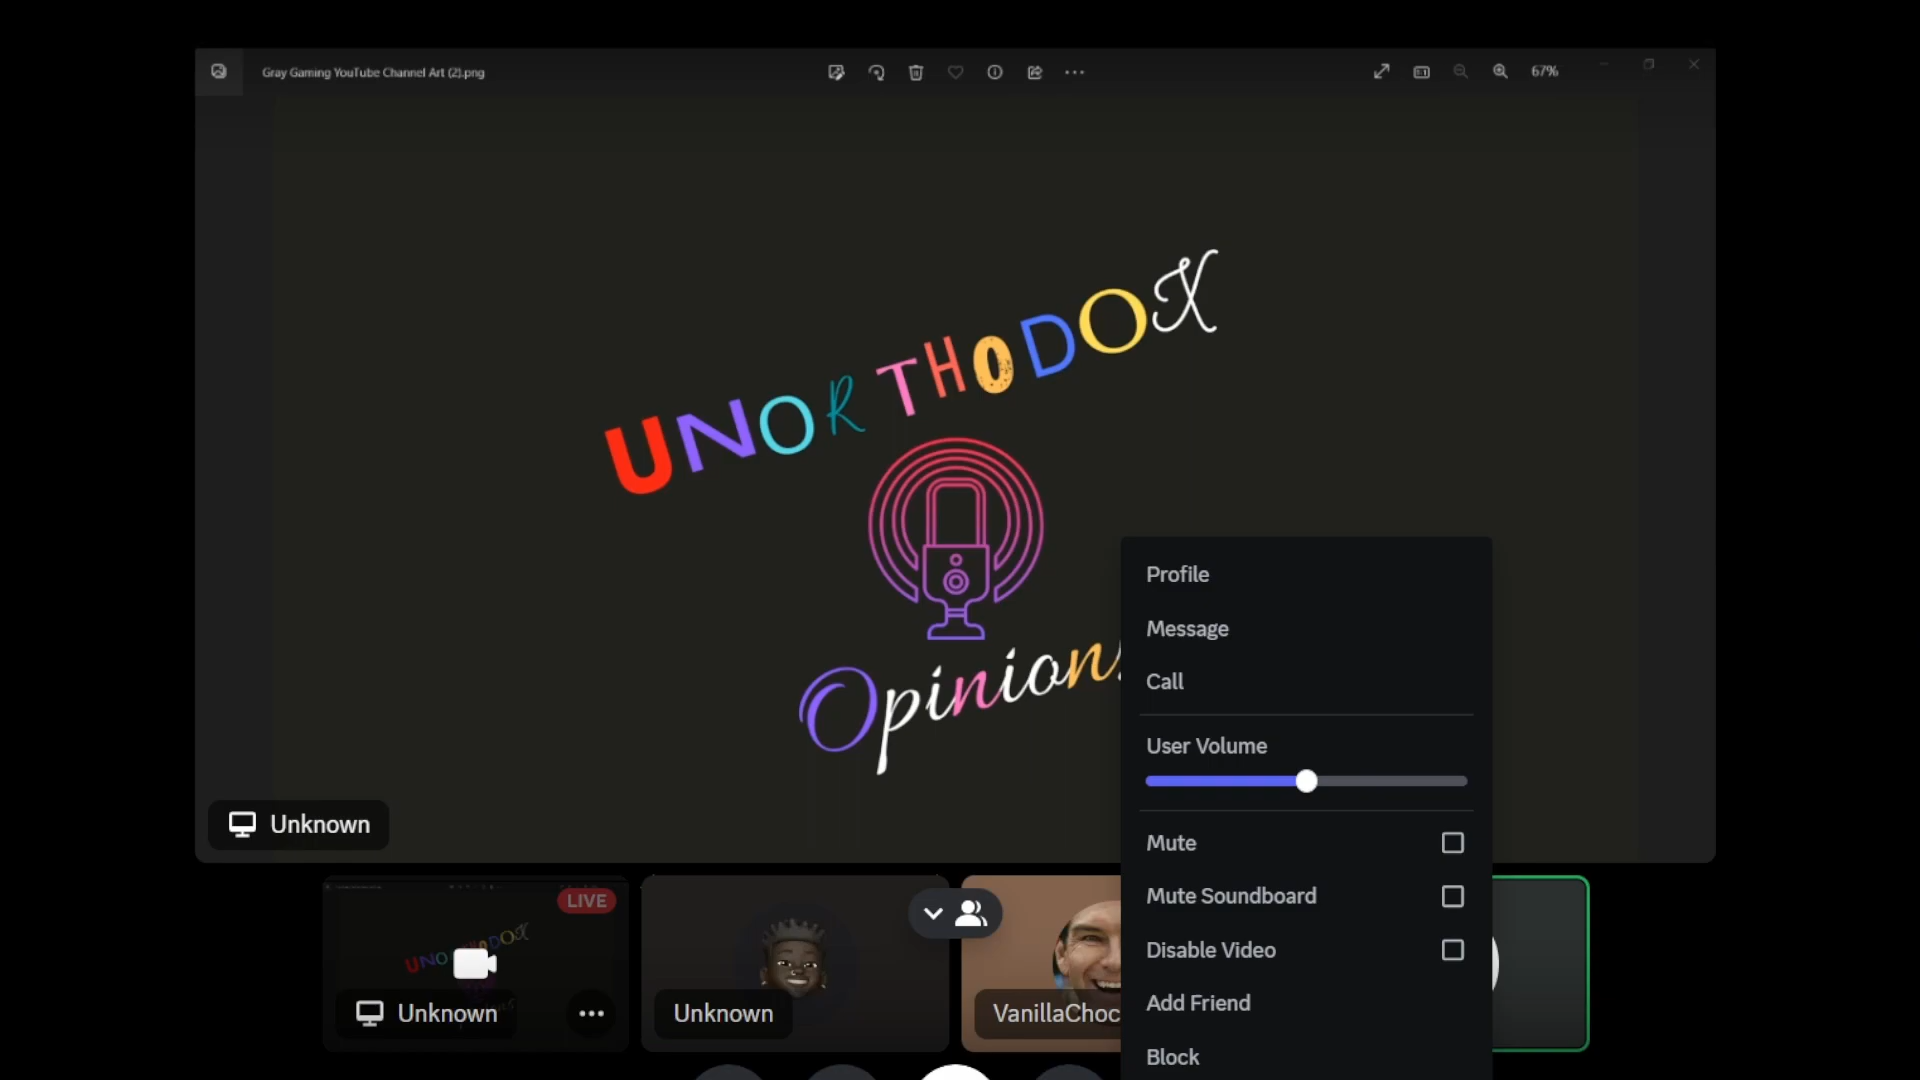 Gray Gaming YouTube Channel Art (2).png
67%
UNORTHODOX
Opinions
Profile
Message
Call
User Volume
Mute
Mute Soundboard
Disable Video
Add Friend
Block
Unknown
LIVE
Unknown
Unknown
VanillaChoc